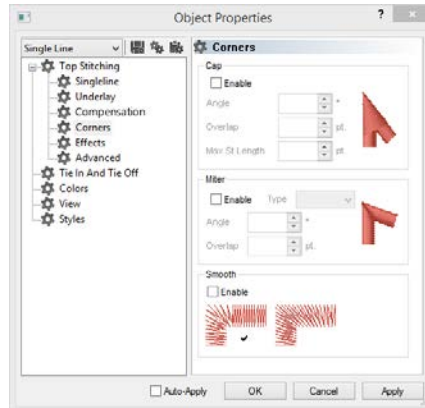 Object Properties
?
Single Line
Corners
Top Stitching
Singleline
Underlay
Compensation
Corners
Effects
Advanced
Tie In And Tie Off
Colors
View
Styles
Cap
Enable
Angle °
Overlap pt.
Max St Length pt.
Miter
Enable Type
Angle °
Overlap pt.
Smooth
Enable
Auto-Apply OK Cancel Apply